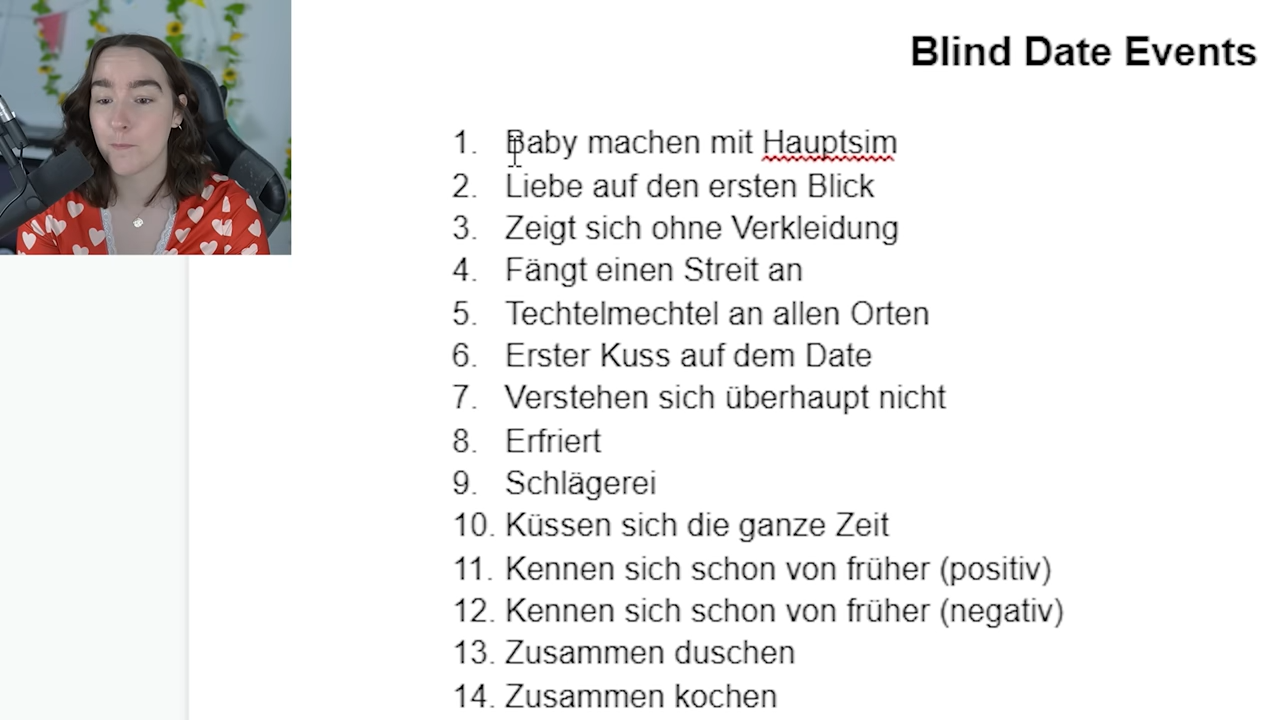 Blind Date Events
1. Baby machen mit Hauptsim
2. Liebe auf den ersten Blick
3. Zeigt sich ohne Verkleidung
4. Fängt einen Streit an
5. Techtelmechtel an allen Orten
6. Erster Kuss auf dem Date
7. Verstehen sich überhaupt nicht
8. Erfriert
9. Schlägerei
10. Küssen sich die ganze Zeit
11. Kennen sich schon von früher (positiv)
12. Kennen sich schon von früher (negativ)
13. Zusammen duschen
14. Zusammen kochen